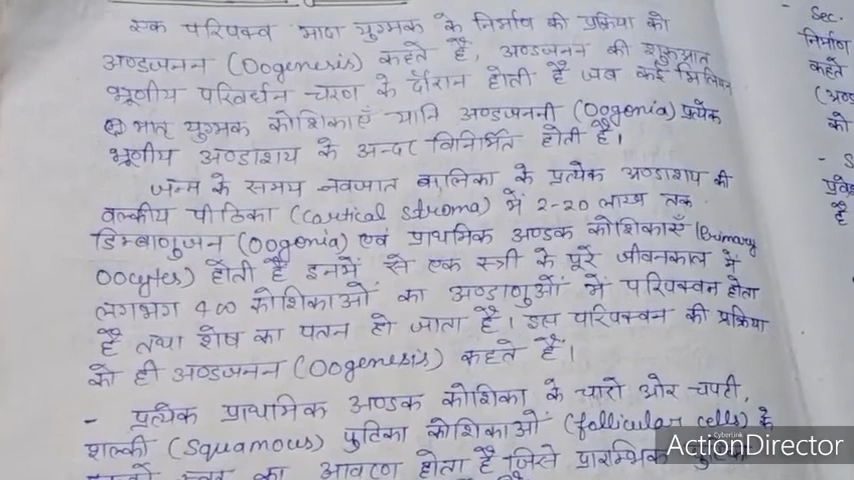 एक परिपक्व मादा युग्मक के निर्माण की प्रक्रिया को
अण्डजनन (Oogenesis) कहते हैं, अण्डजनन की शुरुआत
भ्रूणीय परिवर्धन चरण के दौरान होती है जब कई मिलियन
मातृ युग्मक कोशिकाएँ यानि अण्डजननी (Oogonia) प्रत्येक
भ्रूणीय अण्डाशय के अन्दर विनिर्मित होती है।
जन्म के समय नवजात बालिका के प्रत्येक अण्डाशय की
वल्कीय पीठिका (Cortical stroma) में 2-20 लाख तक
डिम्बाणुजन (Oogonia) एवं प्राथमिक अण्डक कोशिकाएँ (Primary
oocytes) होती हैं इनमें से एक स्त्री के पूरे जीवनकाल में
लगभग 400 कोशिकाओं का अण्डाणुओं में परिपक्वन होता
है तथा शेष का पतन हो जाता है। इस परिपक्वन की प्रक्रिया
को ही अण्डजनन (Oogenesis) कहते हैं।
- प्रत्येक प्राथमिक अण्डक कोशिका के चारो ओर चपटी,
शल्की (Squamous) पुटिका कोशिकाओं (follicular cells) के
का आवरण होता है जिसे प्रारम्भिक
- Sec.
निर्माण
कहते
(अण्ड
को
- S
प्रवे
है
CyberLink
ActionDirector